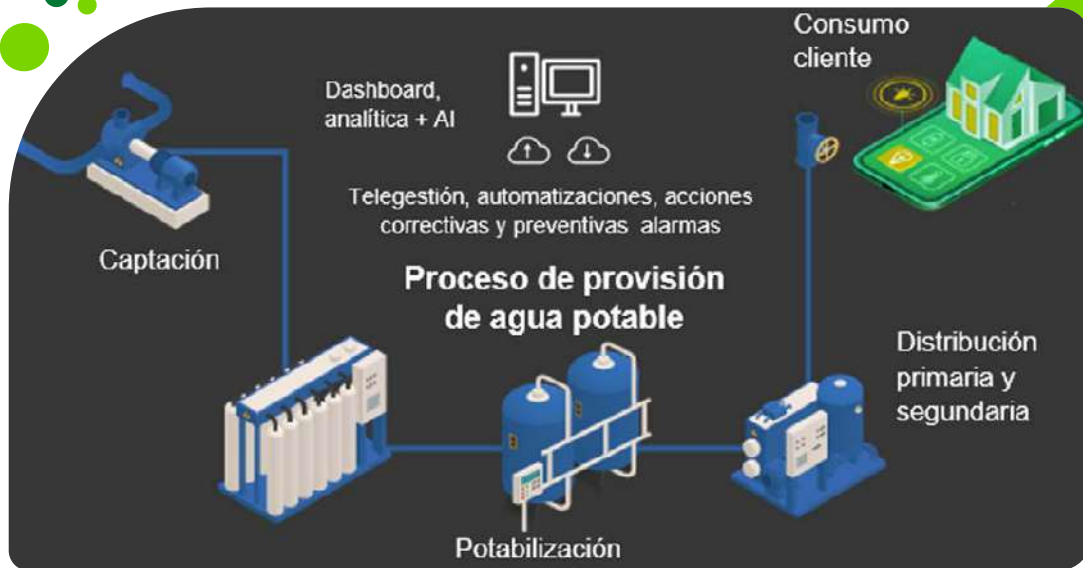 Consumo
cliente
Dashboard,
analítica + AI
Telegestión, automatizaciones, acciones
correctivas y preventivas alarmas
Captación
Proceso de provisión
de agua potable
Distribución
primaria y
segundaria
Potabilización